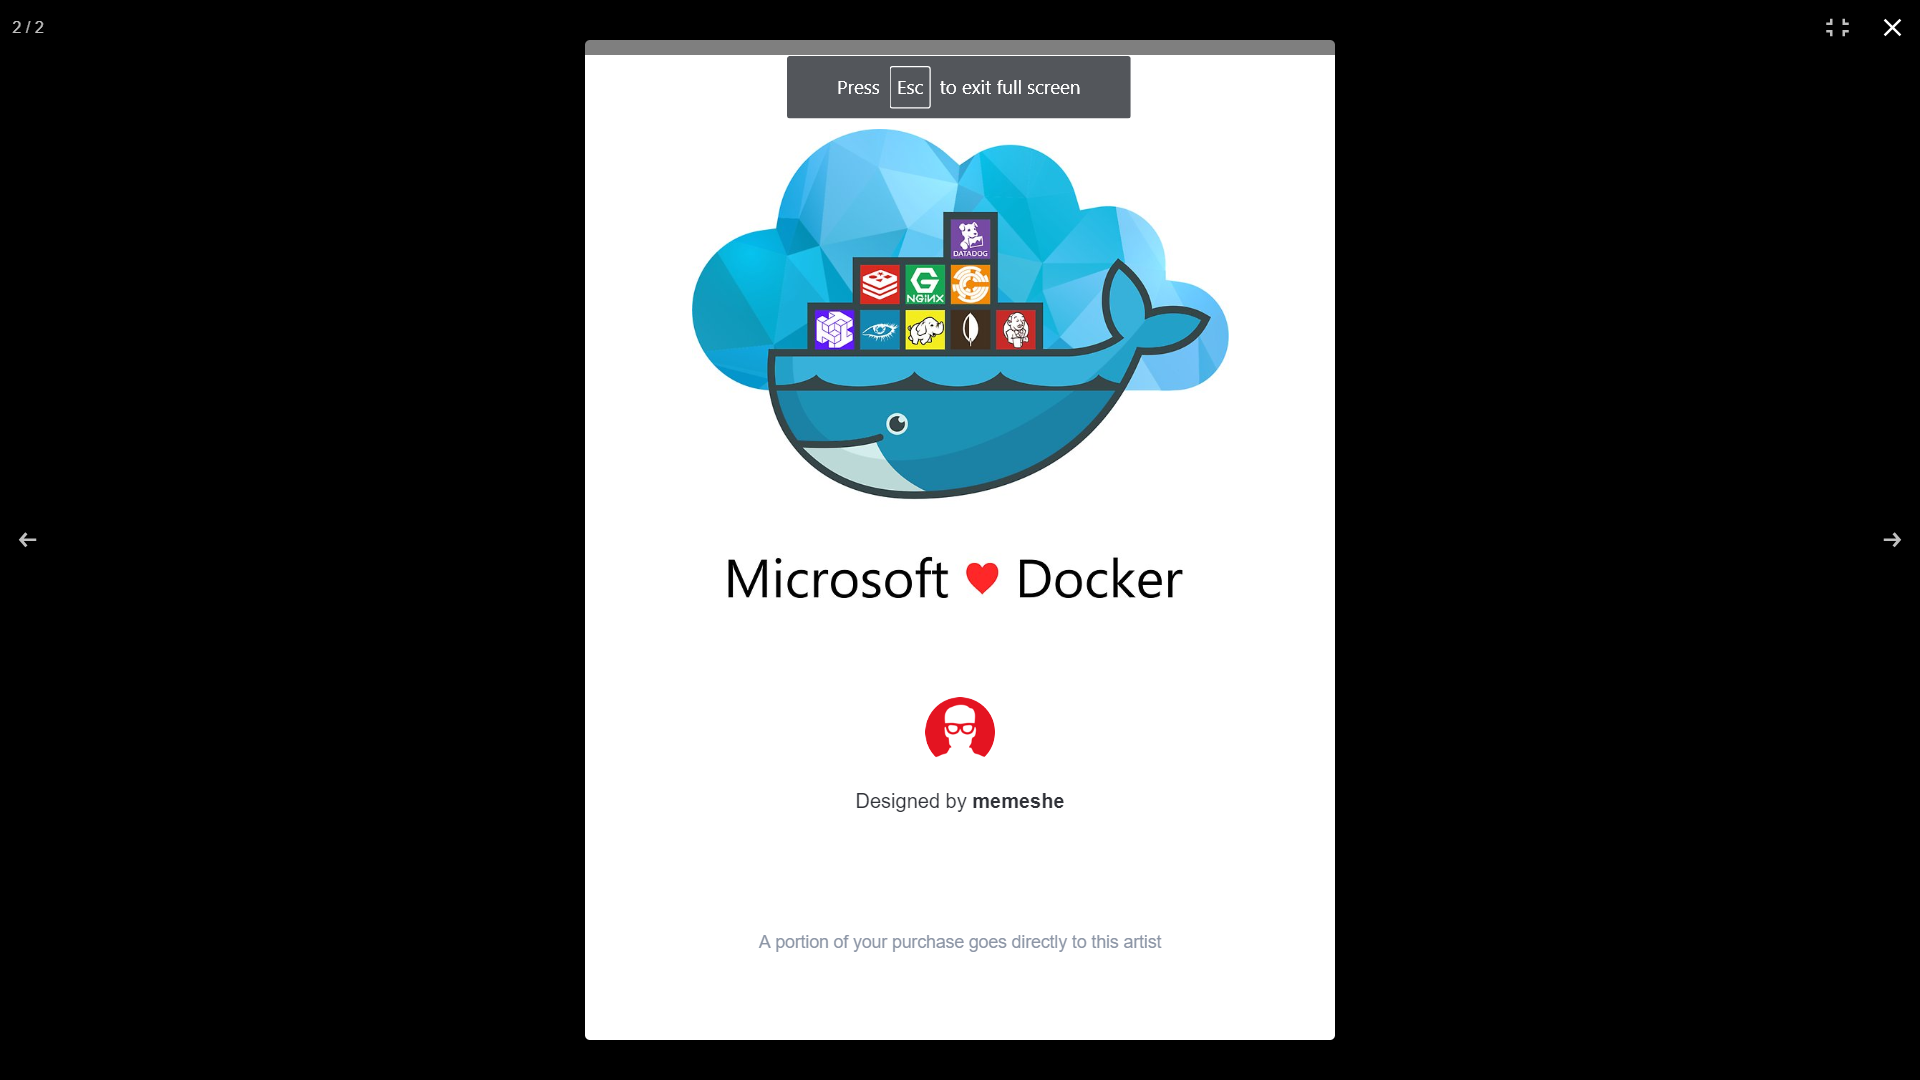 2 / 2
Press Esc to exit full screen
DATADOG
NGINX
Microsoft ♥ Docker
Designed by memeshe
A portion of your purchase goes directly to this artist